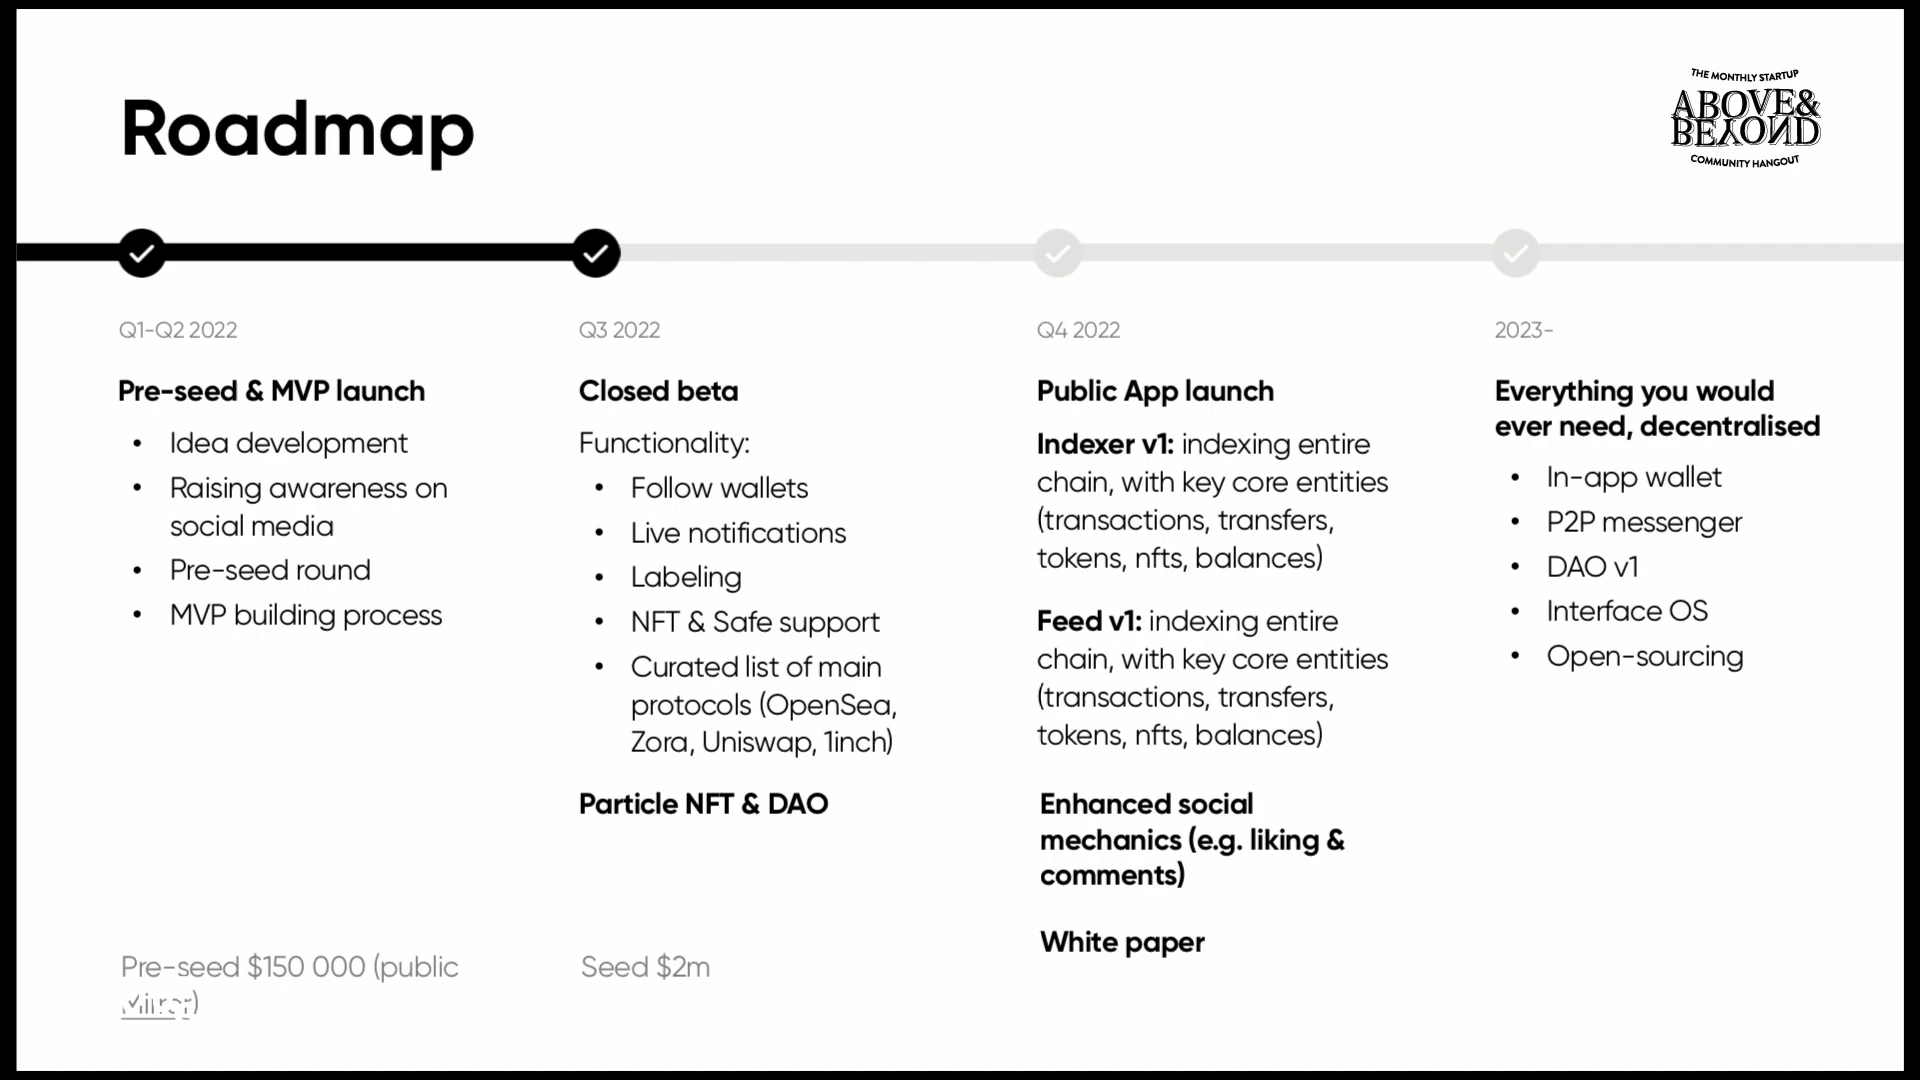 Roadmap
THE MONTHLY STARTUP
ABOVE&
BEYOND
COMMUNITY HANGOUT
Q1-Q2 2022
Pre-seed & MVP launch
• Idea development
• Raising awareness on
social media
• Pre-seed round
• MVP building process
Pre-seed $150 000 (public
Mirror)
Q3 2022
Closed beta
Functionality:
• Follow wallets
• Live notifications
• Labeling
• NFT & Safe support
• Curated list of main
protocols (OpenSea,
Zora, Uniswap, 1inch)
Particle NFT & DAO
Seed $2m
Q4 2022
Public App launch
Indexer v1: indexing entire
chain, with key core entities
(transactions, transfers,
tokens, nfts, balances)
Feed v1: indexing entire
chain, with key core entities
(transactions, transfers,
tokens, nfts, balances)
Enhanced social
mechanics (e.g. liking &
comments)
White paper
2023-
Everything you would
ever need, decentralised
• In-app wallet
• P2P messenger
• DAO v1
• Interface OS
• Open-sourcing